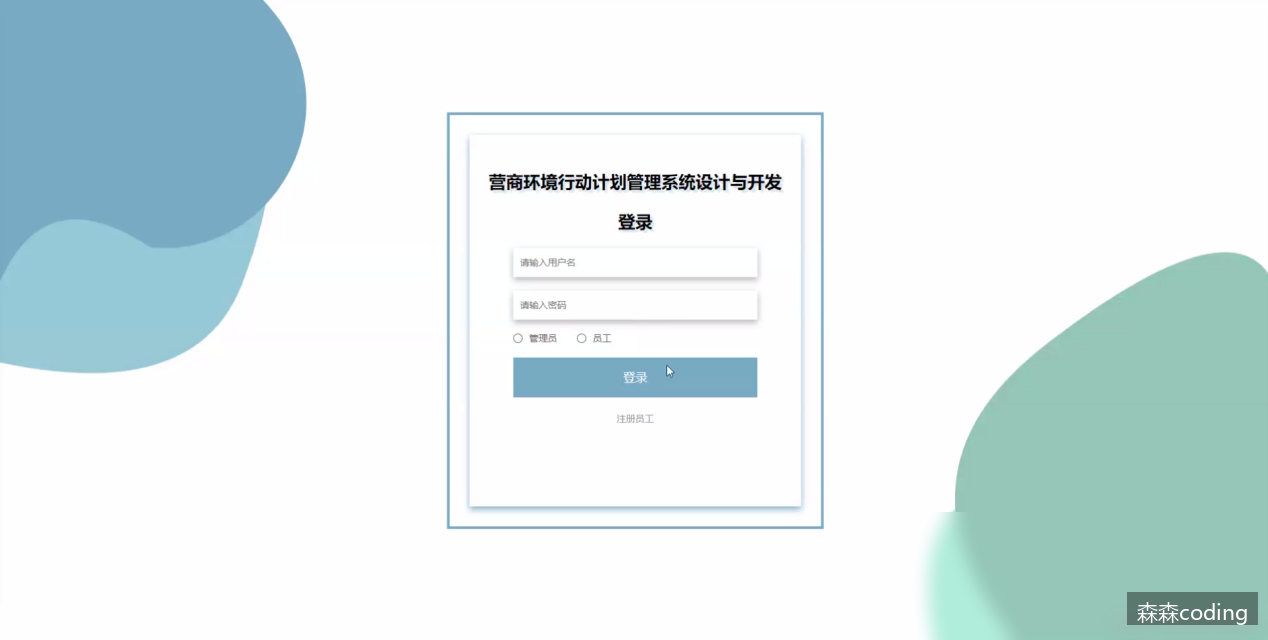 营商环境行动计划管理系统设计与开发
登录
请输入用户名
请输入密码
管理员 员工
登录
注册员工
森森coding